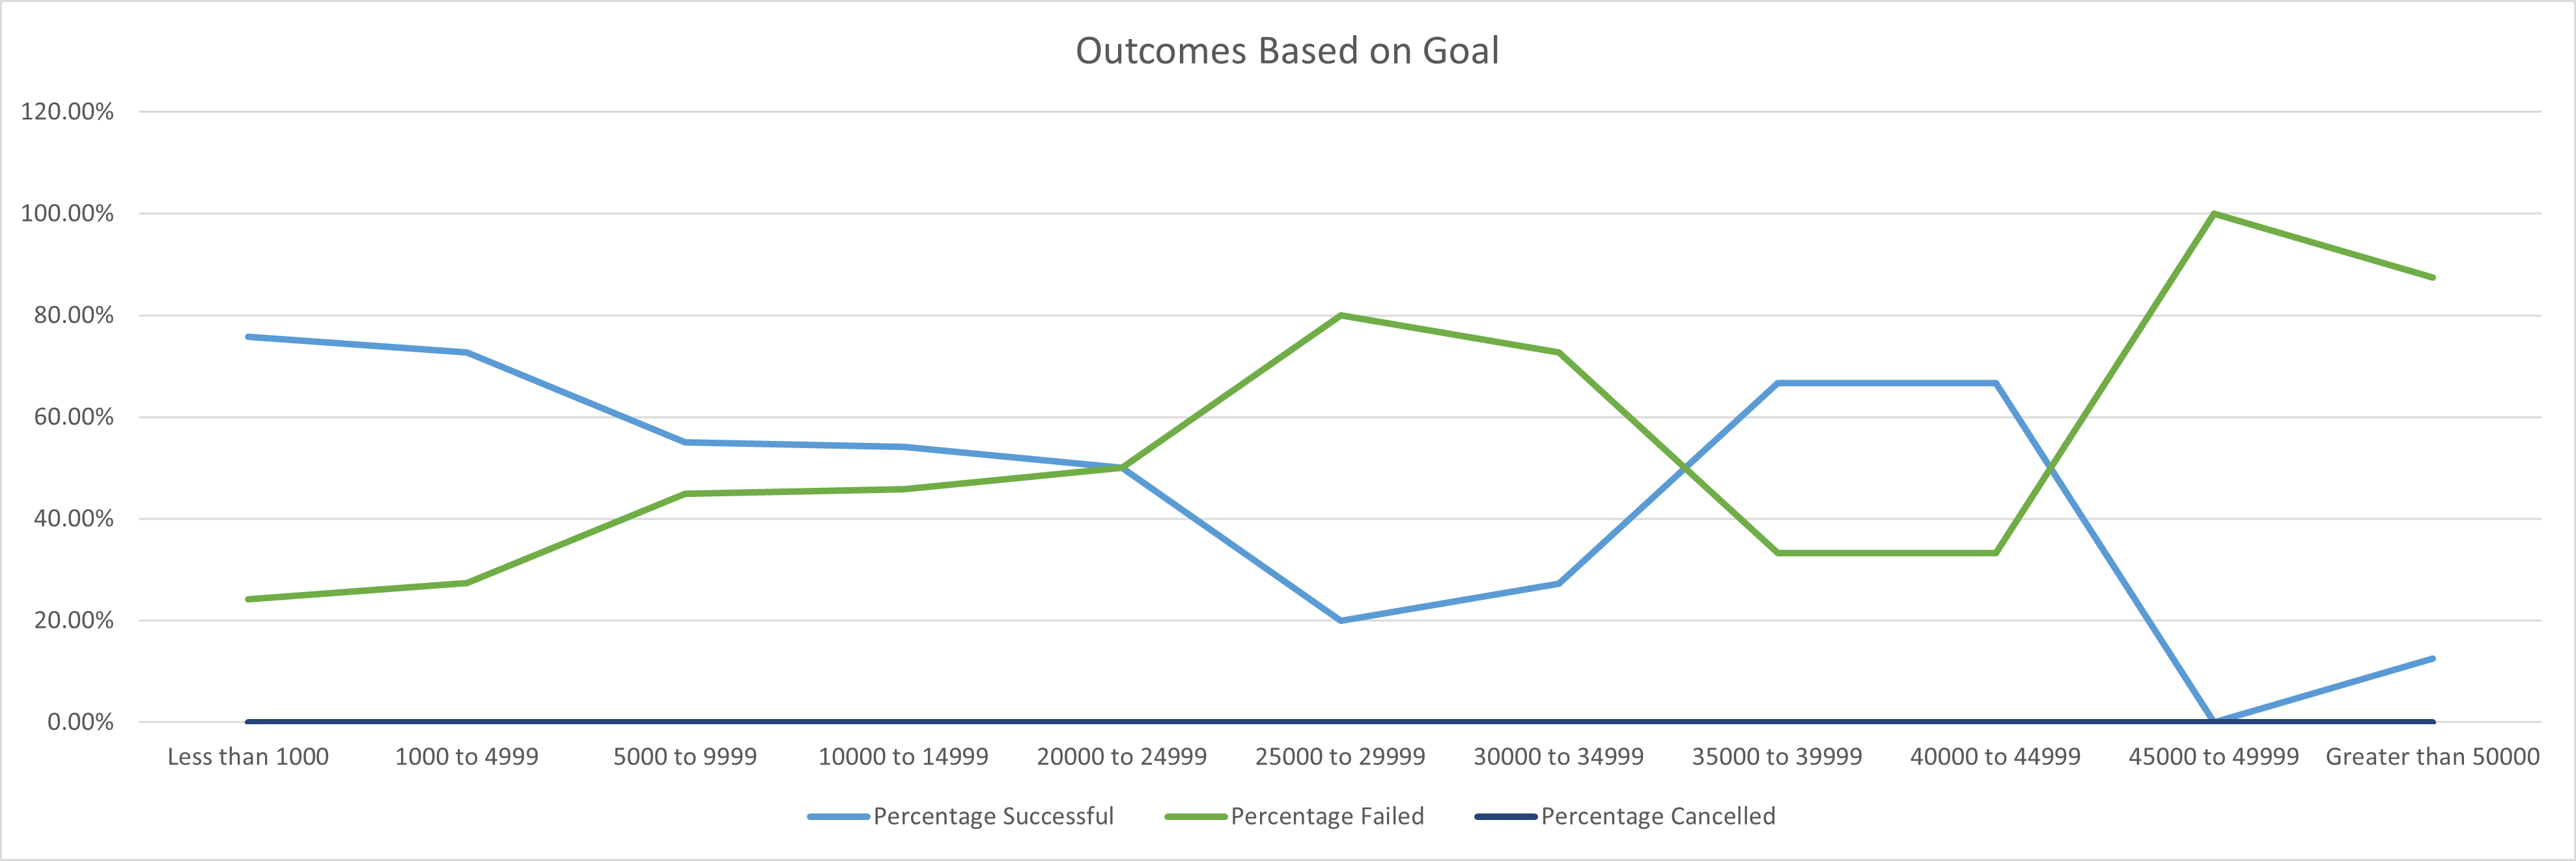 Outcomes Based on Goal
120.00%
100.00%
80.00%
60.00%
40.00%
20.00%
0.00%
Less than 1000 1000 to 4999 5000 to 9999 10000 to 14999 20000 to 24999 25000 to 29999 30000 to 34999 35000 to 39999 40000 to 44999 45000 to 49999 Greater than 50000
Percentage Successful Percentage Failed Percentage Cancelled